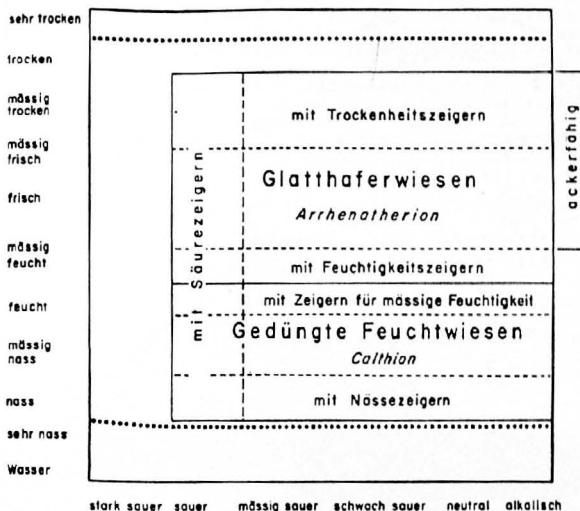 sehr trocken
trocken
mässig
trocken
mässig
frisch
frisch
mässig
feucht
feucht
mässig
nass
nass
sehr nass
Wasser
mit Säurezeigern
mit Trockenheitszeigern
Glatthaferwiesen
Arrhenatherion
mit Feuchtigkeitszeigern
mit Zeigern für mässige Feuchtigkeit
Gedüngte Feuchtwiesen
Calthion
mit Nässezeigern
ackerfähig
stark sauer sauer mässig sauer schwach sauer neutral alkalisch